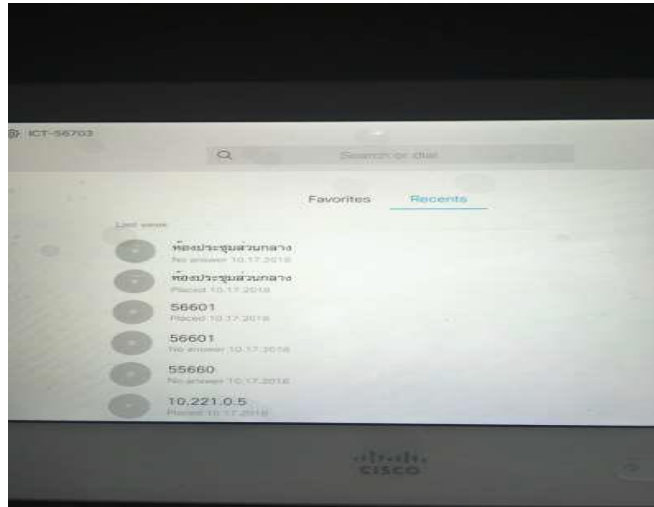 ICT-56703
Search or dial
Favorites Recents
Last week
ห้องประชุมส่วนกลาง
No answer 10.17.2018
ห้องประชุมส่วนกลาง
Placed 10.17.2018
56601
Placed 10.17.2018
56601
No answer 10.17.2018
55660
No answer 10.17.2018
10.221.0.5
Placed 10.17.2018
CISCO